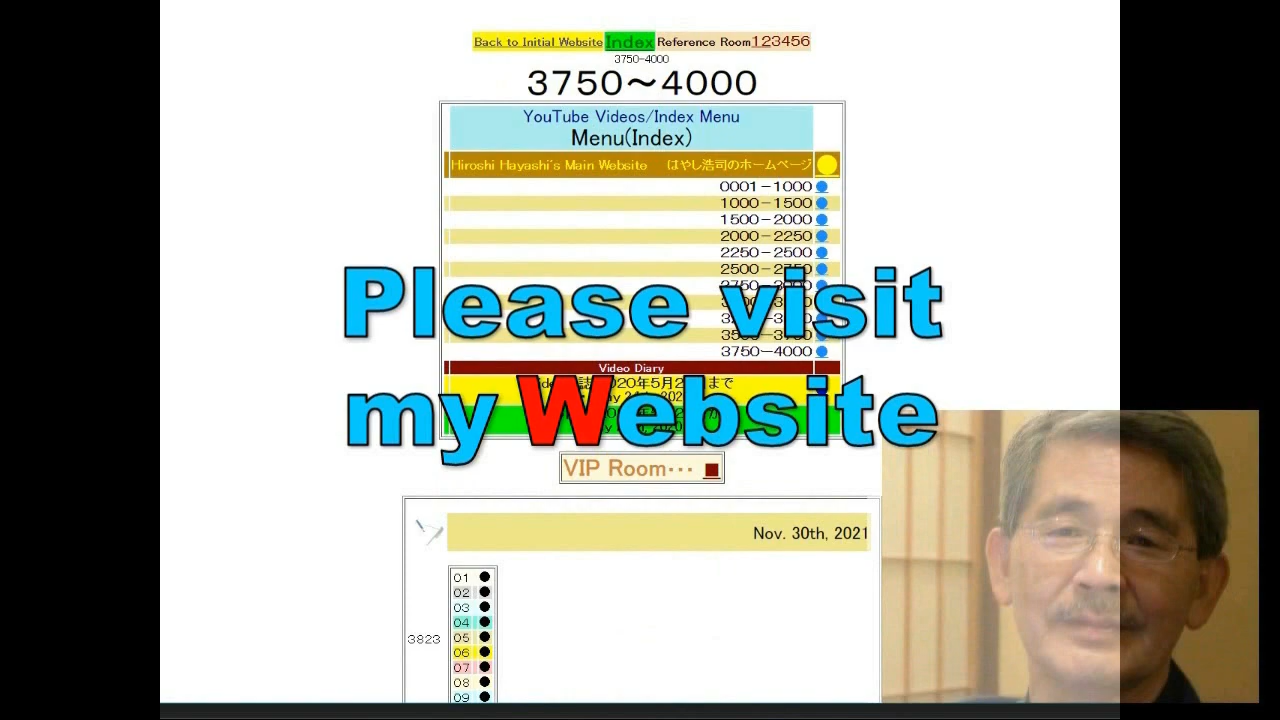 Back to Initial Website Index Reference Room123456
3750-4000
3750～4000
YouTube Videos/Index Menu
Menu(Index)
Hiroshi Hayashi's Main Website はやし浩司のホームページ
0001－1000
1000－1500
1500－2000
2000－2250
2250－2500
2500－2750
Please visit
3750～4000
Video Diary
my Website
VIP Room…
Nov. 30th, 2021
01
02
03
04
3823
05
06
07
08
09